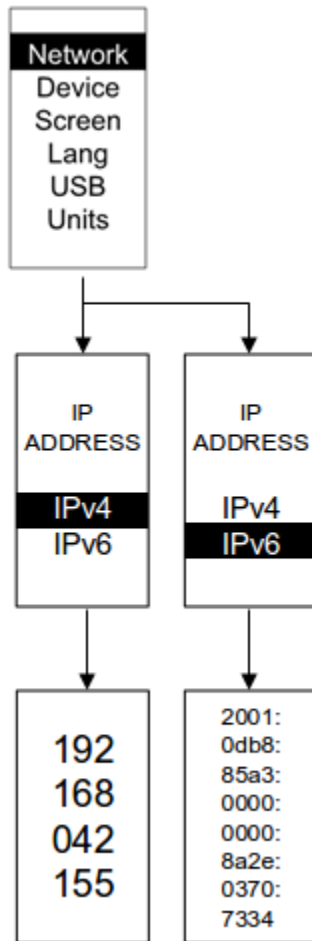 Network
Device
Screen
Lang
USB
Units
IP
ADDRESS
IPv4
IPv6
IP
ADDRESS
IPv4
IPv6
192
168
042
155
2001:
0db8:
85a3:
0000:
0000:
8a2e:
0370:
7334